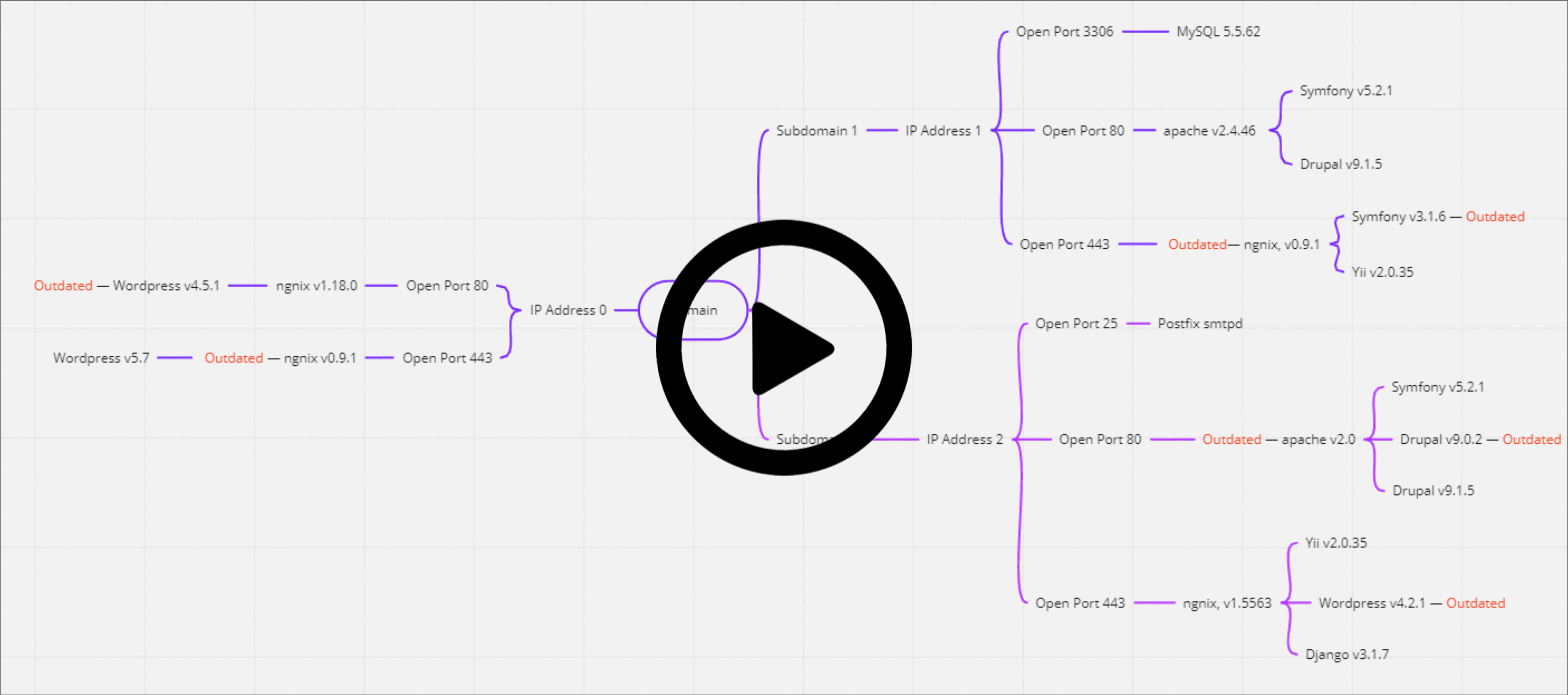 Open Port 3306 MySQL 5.5.62
Symfony v5.2.1
Subdomain 1 IP Address 1 Open Port 80 apache v2.4.46
Drupal v9.1.5
Symfony v3.1.6 — Outdated
Open Port 443 Outdated— ngnix, v0.9.1
Yii v2.0.35
Outdated — Wordpress v4.5.1 ngnix v1.18.0 Open Port 80
IP Address 0
Open Port 25 Postfix smtpd
Wordpress v5.7 Outdated — ngnix v0.9.1 Open Port 443
Symfony v5.2.1
IP Address 2 Open Port 80 Outdated — apache v2.0 Drupal v9.0.2 — Outdated
Drupal v9.1.5
Yii v2.0.35
Open Port 443 ngnix, v1.5563 Wordpress v4.2.1 — Outdated
Django v3.1.7